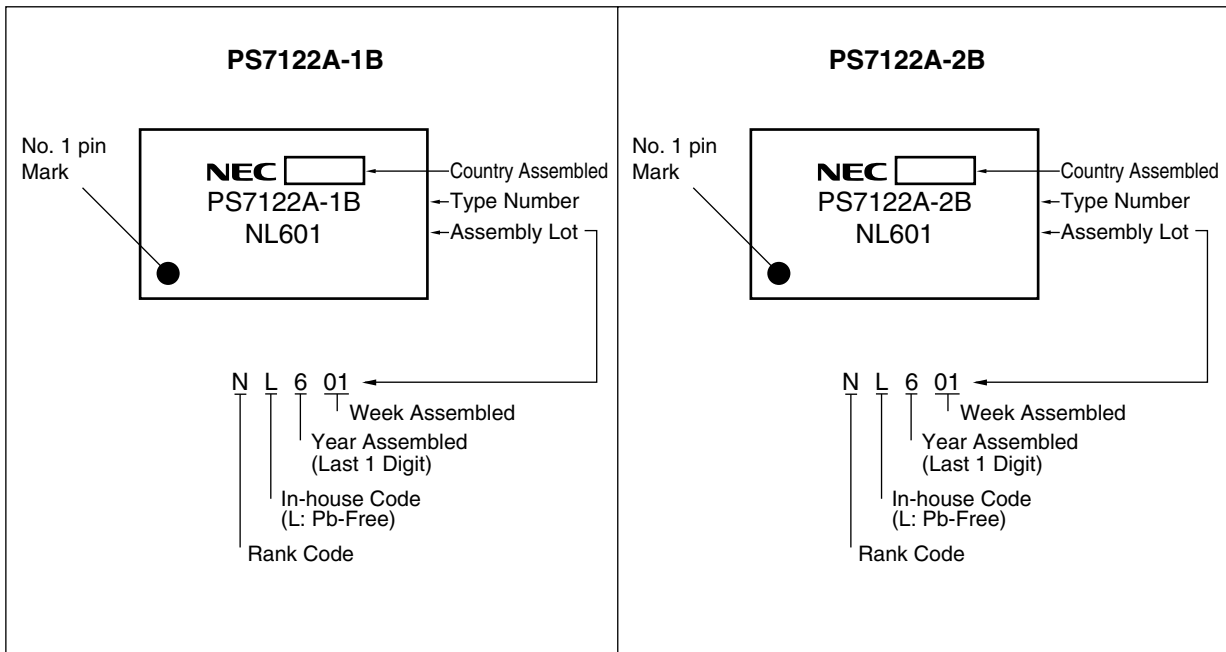 PS7122A-1B
No. 1 pin
Mark
NEC
Country Assembled
PS7122A-1B
Type Number
NL601
Assembly Lot
N L 6 01
Week Assembled
Year Assembled
(Last 1 Digit)
In-house Code
(L: Pb-Free)
Rank Code
PS7122A-2B
No. 1 pin
Mark
NEC
Country Assembled
PS7122A-2B
Type Number
NL601
Assembly Lot
N L 6 01
Week Assembled
Year Assembled
(Last 1 Digit)
In-house Code
(L: Pb-Free)
Rank Code